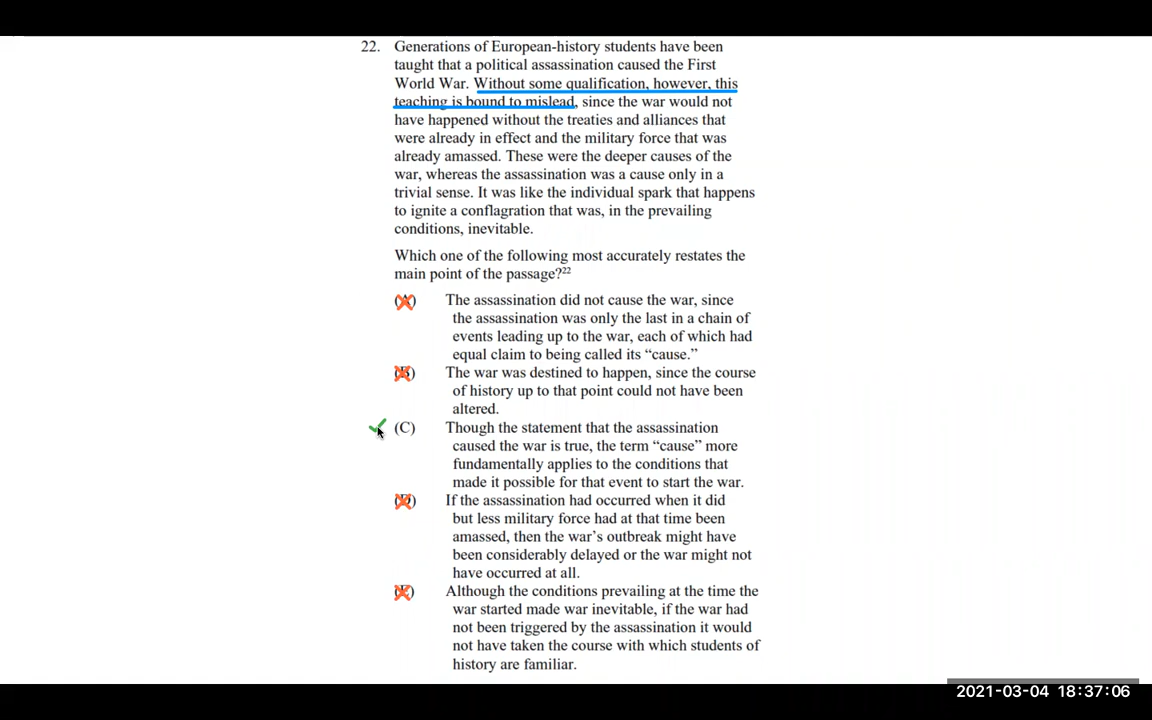 22. Generations of European-history students have been
taught that a political assassination caused the First
World War. Without some qualification, however, this
teaching is bound to mislead, since the war would not
have happened without the treaties and alliances that
were already in effect and the military force that was
already amassed. These were the deeper causes of the
war, whereas the assassination was a cause only in a
trivial sense. It was like the individual spark that happens
to ignite a conflagration that was, in the prevailing
conditions, inevitable.
Which one of the following most accurately restates the
main point of the passage?22
(A) The assassination did not cause the war, since
the assassination was only the last in a chain of
events leading up to the war, each of which had
equal claim to being called its “cause.”
(B) The war was destined to happen, since the course
of history up to that point could not have been
altered.
(C) Though the statement that the assassination
caused the war is true, the term “cause” more
fundamentally applies to the conditions that
made it possible for that event to start the war.
(D) If the assassination had occurred when it did
but less military force had at that time been
amassed, then the war’s outbreak might have
been considerably delayed or the war might not
have occurred at all.
(E) Although the conditions prevailing at the time the
war started made war inevitable, if the war had
not been triggered by the assassination it would
not have taken the course with which students of
history are familiar.
2021-03-04 18:37:06